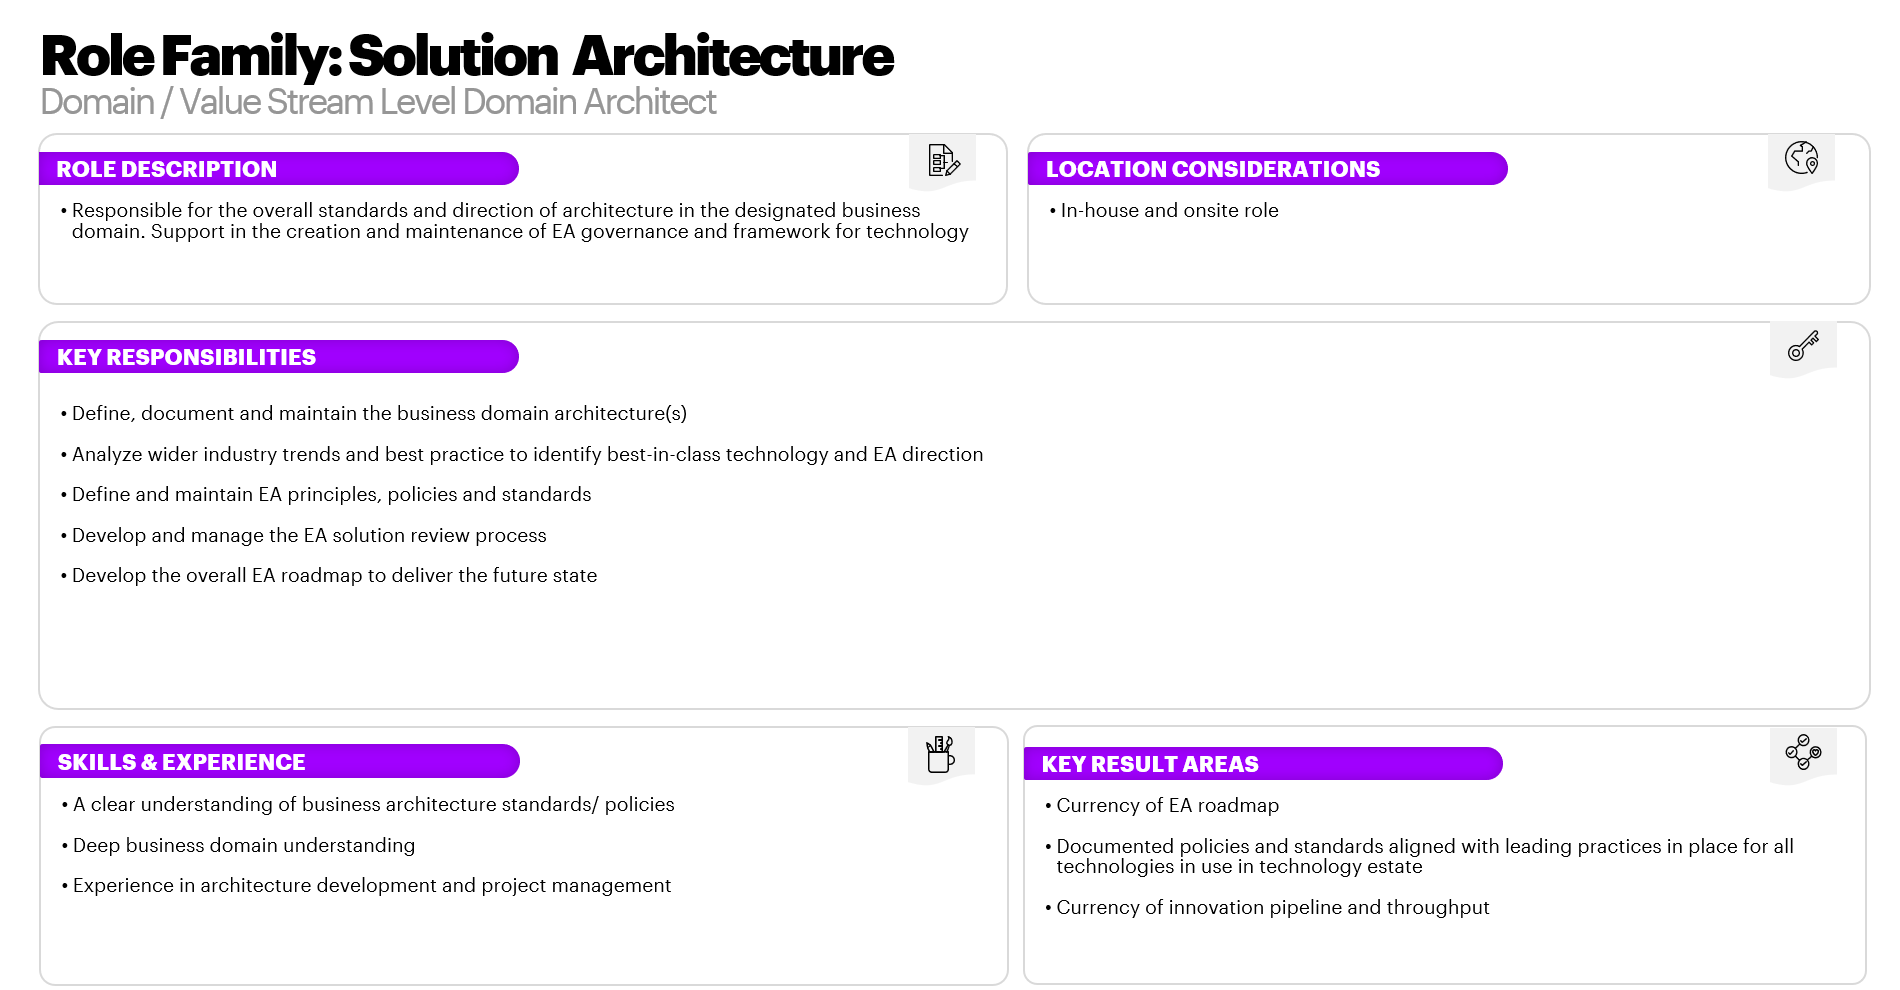 Role Family: Solution Architecture
Domain / Value Stream Level Domain Architect
ROLE DESCRIPTION
• Responsible for the overall standards and direction of architecture in the designated business
domain. Support in the creation and maintenance of EA governance and framework for technology
LOCATION CONSIDERATIONS
• In-house and onsite role
KEY RESPONSIBILITIES
• Define, document and maintain the business domain architecture(s)
• Analyze wider industry trends and best practice to identify best-in-class technology and EA direction
• Define and maintain EA principles, policies and standards
• Develop and manage the EA solution review process
• Develop the overall EA roadmap to deliver the future state
SKILLS & EXPERIENCE
• A clear understanding of business architecture standards/ policies
• Deep business domain understanding
• Experience in architecture development and project management
KEY RESULT AREAS
• Currency of EA roadmap
• Documented policies and standards aligned with leading practices in place for all
technologies in use in technology estate
• Currency of innovation pipeline and throughput